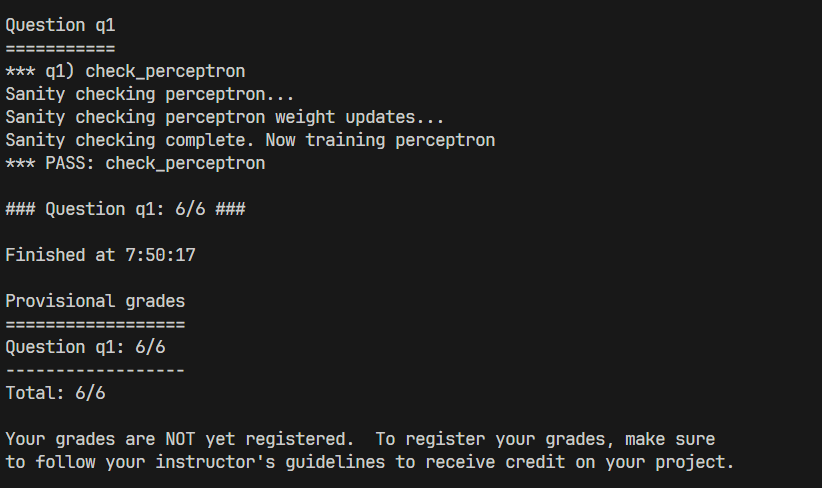 Question q1
===========
*** q1) check_perceptron
Sanity checking perceptron...
Sanity checking perceptron weight updates...
Sanity checking complete. Now training perceptron
*** PASS: check_perceptron
### Question q1: 6/6 ###
Finished at 7:50:17
Provisional grades
==================
Question q1: 6/6
------------------
Total: 6/6
Your grades are NOT yet registered.  To register your grades, make sure
to follow your instructor's guidelines to receive credit on your project.